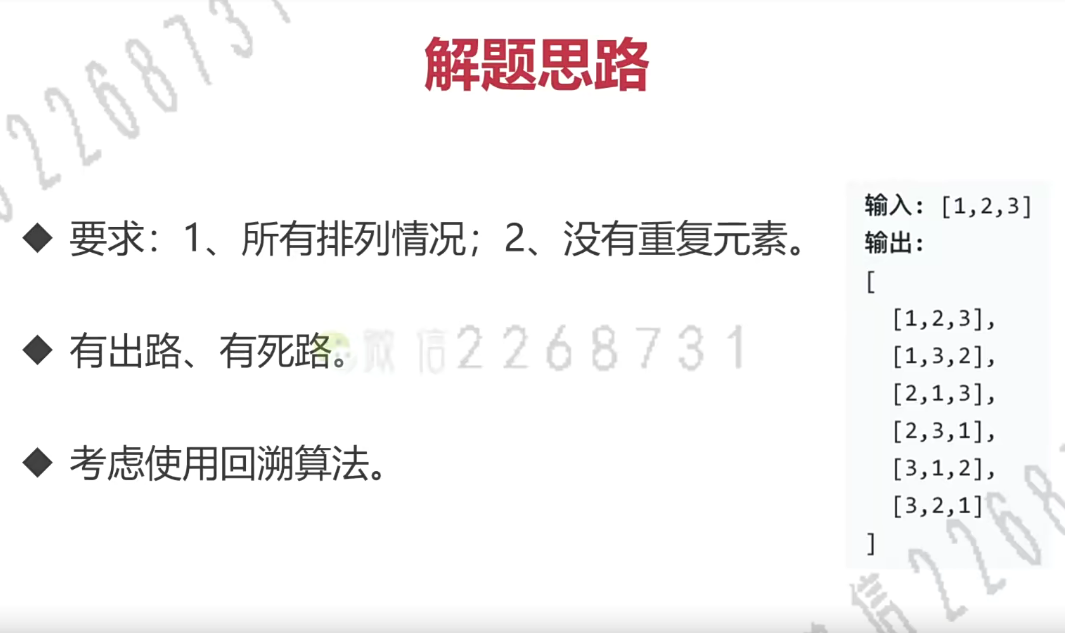 解题思路
◆ 要求：1、所有排列情况；2、没有重复元素。
◆ 有出路、有死路。
◆ 考虑使用回溯算法。
输入: [1,2,3]
输出:
[
[1,2,3],
[1,3,2],
[2,1,3],
[2,3,1],
[3,1,2],
[3,2,1]
]
微信2268731
2268731
微信2268